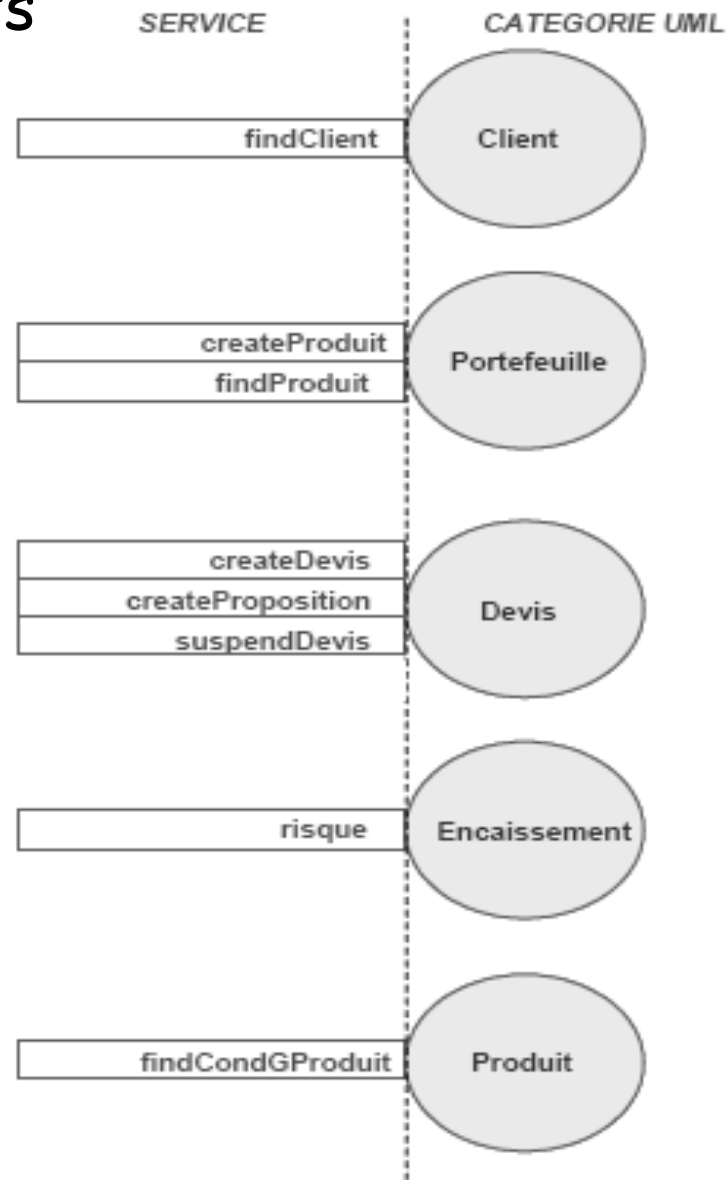 s
SERVICE CATEGORIE UML
findClient Client
createProduit
Portefeuille
findProduit
createDevis
createProposition Devis
suspendDevis
risque Encaissement
findCondGProduit Produit